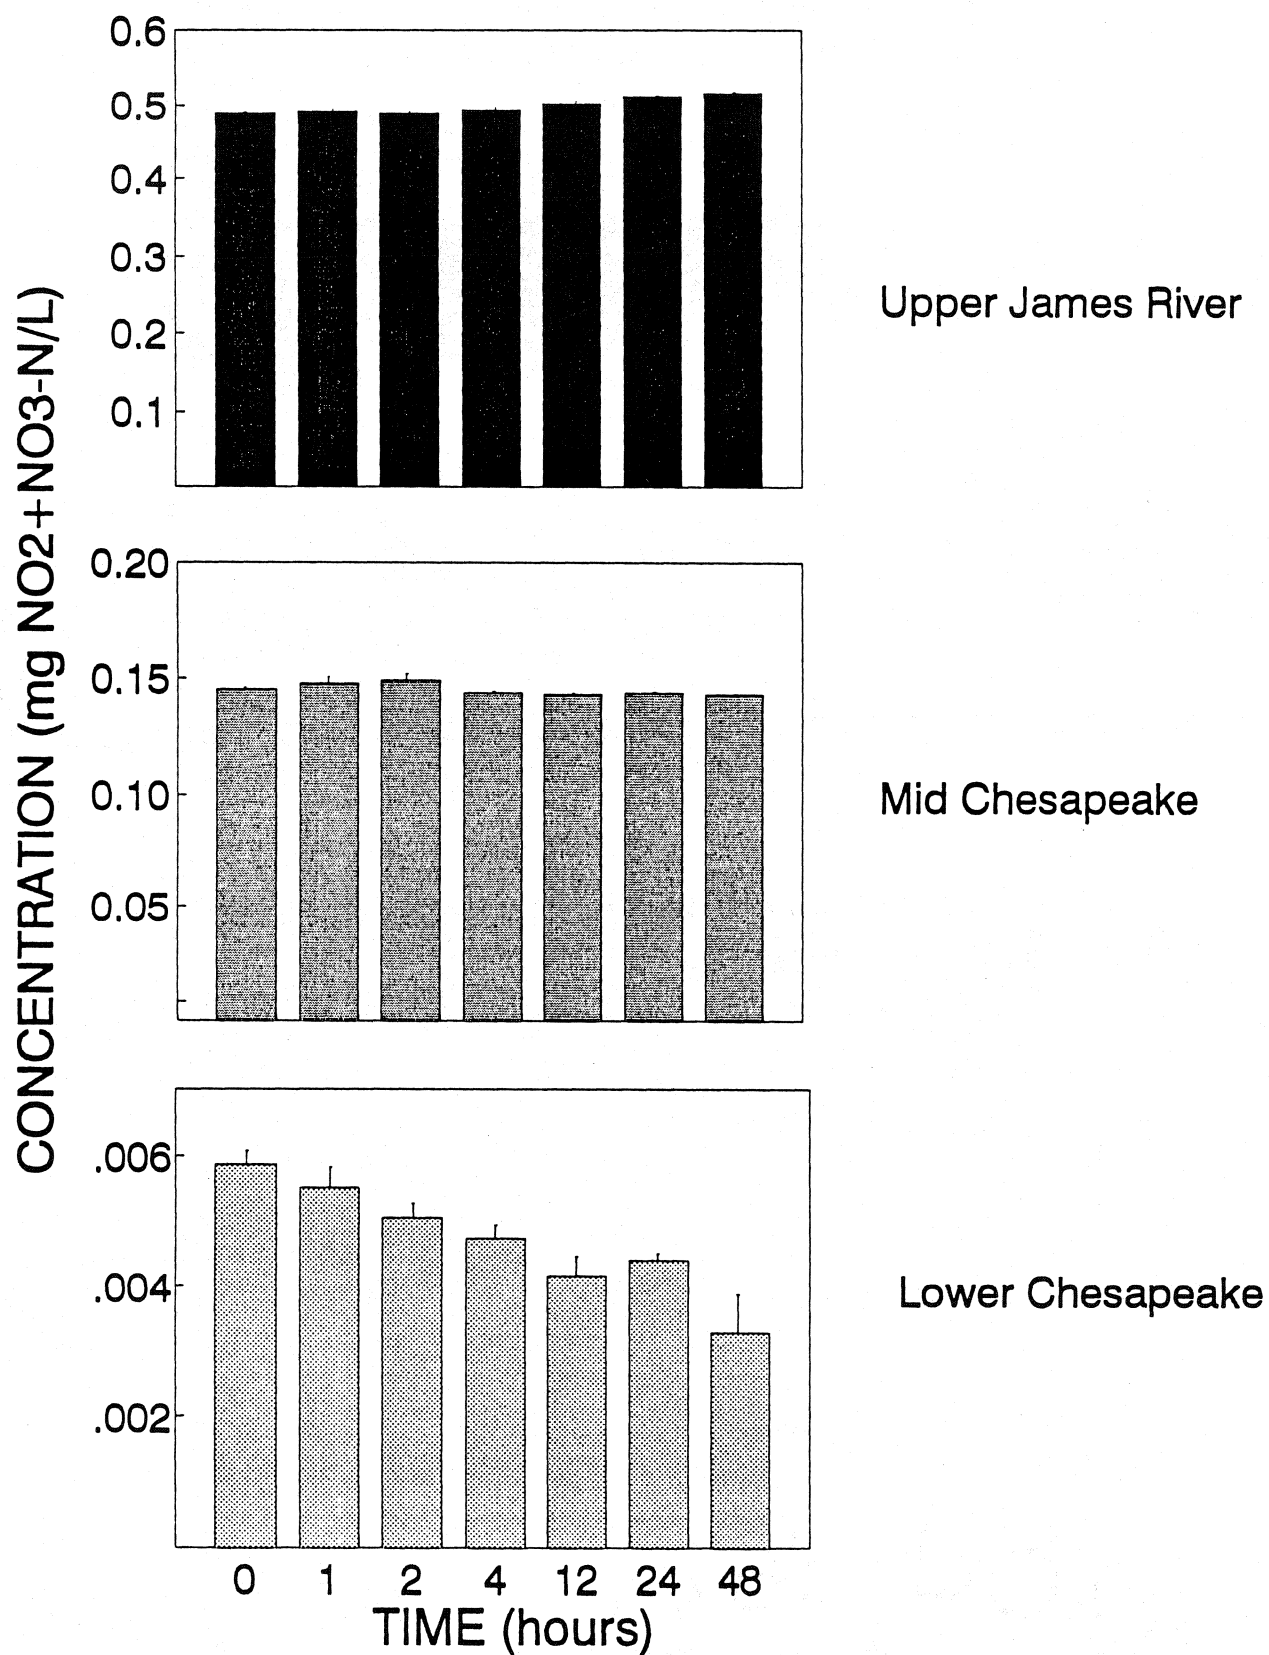 CONCENTRATION (mg NO2+NO3-N/L)
0.6
0.5
0.4
0.3
0.2
0.1
Upper James River
0.20
0.15
0.10
0.05
Mid Chesapeake
.006
.004
.002
Lower Chesapeake
0 1 2 4 12 24 48
TIME (hours)